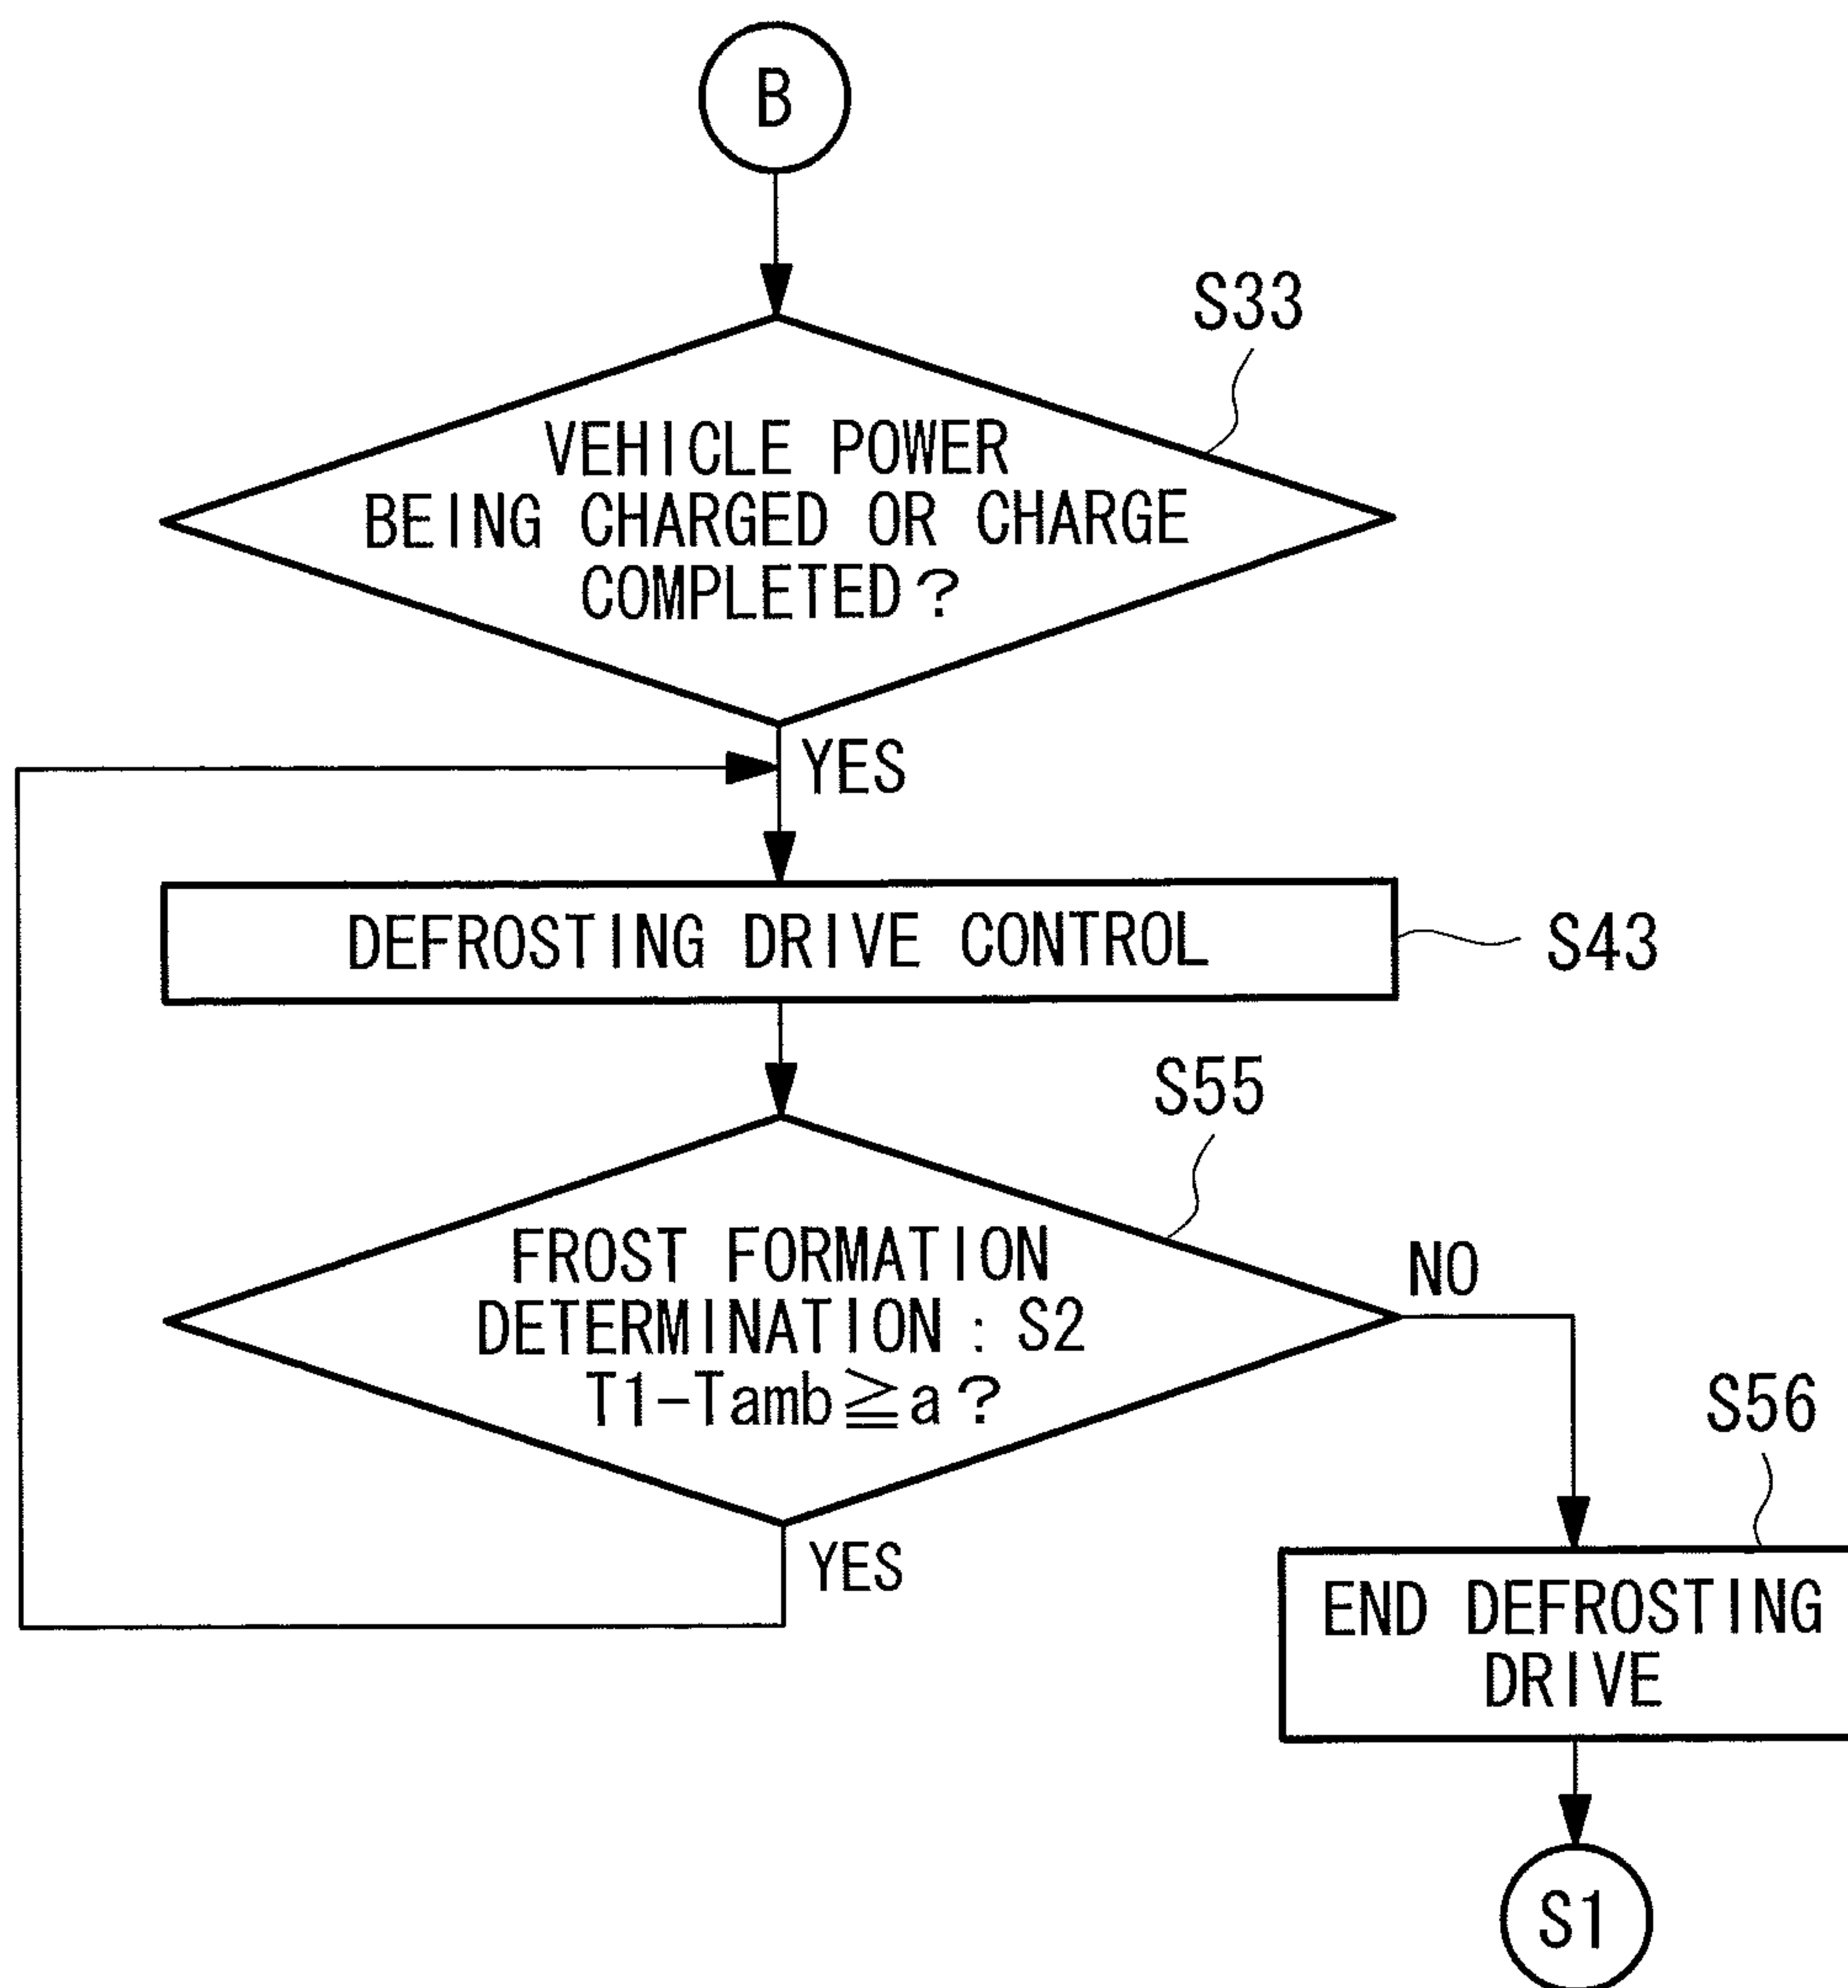 B
S33
VEHICLE POWER
BEING CHARGED OR CHARGE
COMPLETED?
YES
DEFROSTING DRIVE CONTROL
S43
S55
FROST FORMATION
DETERMINATION : S2
T1-Tamb≧a?
NO
YES
S56
END DEFROSTING
DRIVE
S1